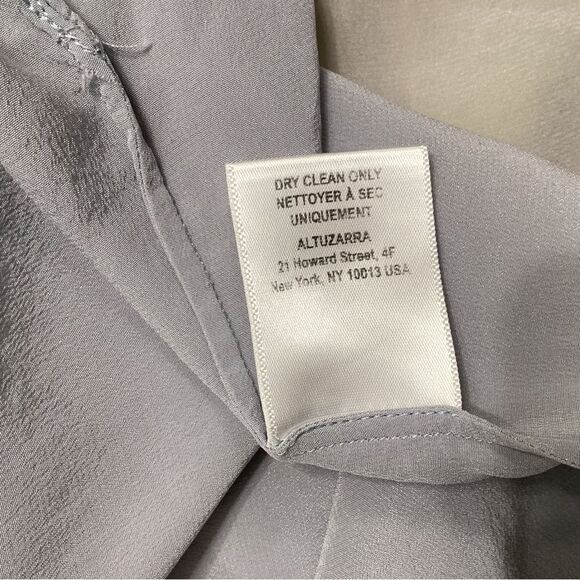 DRY CLEAN ONLY
NETTOYER À SEC
UNIQUEMENT
ALTUZARRA
21 Howard Street, 4F
New York, NY 10013 USA